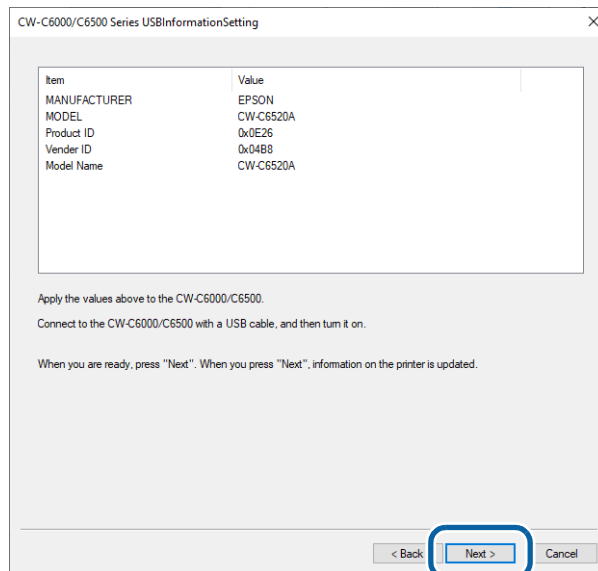 CW-C6000/C6500 Series USBInformationSetting
Item Value
MANUFACTURER EPSON
MODEL CW-C6520A
Product ID 0x0E26
Vender ID 0x04B8
Model Name CW-C6520A
Apply the values above to the CW-C6000/C6500.
Connect to the CW-C6000/C6500 with a USB cable, and then turn it on.
When you are ready, press "Next". When you press "Next", information on the printer is updated.
< Back Next > Cancel